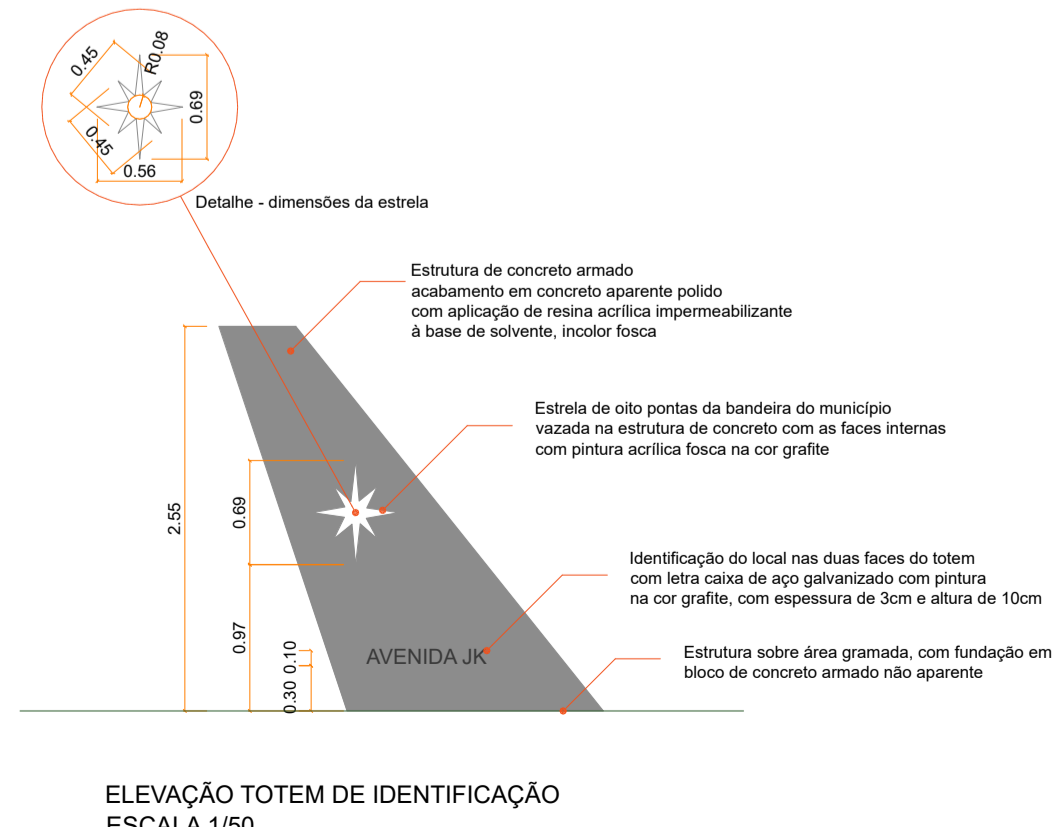 0.45
R0.08
0.69
0.45
0.56
Detalhe - dimensões da estrela
Estrutura de concreto armado
acabamento em concreto aparente polido
com aplicação de resina acrílica impermeabilizante
à base de solvente, incolor fosca
Estrela de oito pontas da bandeira do município
vazada na estrutura de concreto com as faces internas
com pintura acrílica fosca na cor grafite
2.55
0.69
Identificação do local nas duas faces do totem
com letra caixa de aço galvanizado com pintura
na cor grafite, com espessura de 3cm e altura de 10cm
0.97
0.10
0.30
AVENIDA JK
Estrutura sobre área gramada, com fundação em
bloco de concreto armado não aparente
ELEVAÇÃO TOTEM DE IDENTIFICAÇÃO
ESCALA 1/50